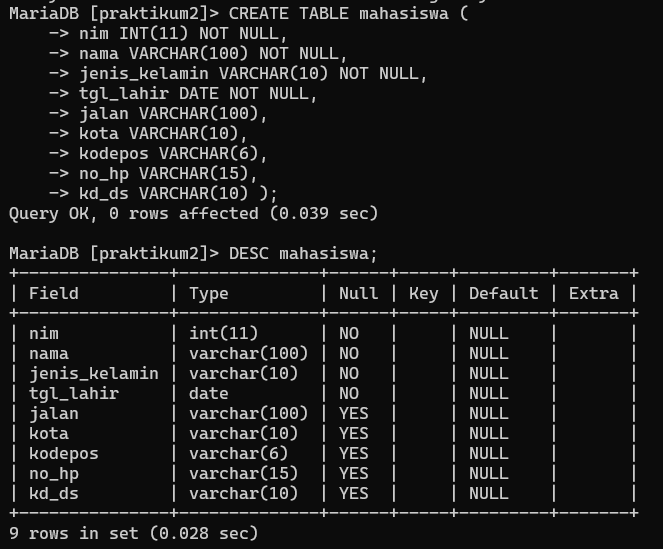 MariaDB [praktikum2]> CREATE TABLE mahasiswa (
    -> nim INT(11) NOT NULL,
    -> nama VARCHAR(100) NOT NULL,
    -> jenis_kelamin VARCHAR(10) NOT NULL,
    -> tgl_lahir DATE NOT NULL,
    -> jalan VARCHAR(100),
    -> kota VARCHAR(10),
    -> kodepos VARCHAR(6),
    -> no_hp VARCHAR(15),
    -> kd_ds VARCHAR(10) );
Query OK, 0 rows affected (0.039 sec)

MariaDB [praktikum2]> DESC mahasiswa;
+---------------+--------------+------+-----+---------+-------+
| Field         | Type         | Null | Key | Default | Extra |
+---------------+--------------+------+-----+---------+-------+
| nim           | int(11)      | NO   |     | NULL    |       |
| nama          | varchar(100) | NO   |     | NULL    |       |
| jenis_kelamin | varchar(10)  | NO   |     | NULL    |       |
| tgl_lahir     | date         | NO   |     | NULL    |       |
| jalan         | varchar(100) | YES  |     | NULL    |       |
| kota          | varchar(10)  | YES  |     | NULL    |       |
| kodepos       | varchar(6)   | YES  |     | NULL    |       |
| no_hp         | varchar(15)  | YES  |     | NULL    |       |
| kd_ds         | varchar(10)  | YES  |     | NULL    |       |
+---------------+--------------+------+-----+---------+-------+
9 rows in set (0.028 sec)